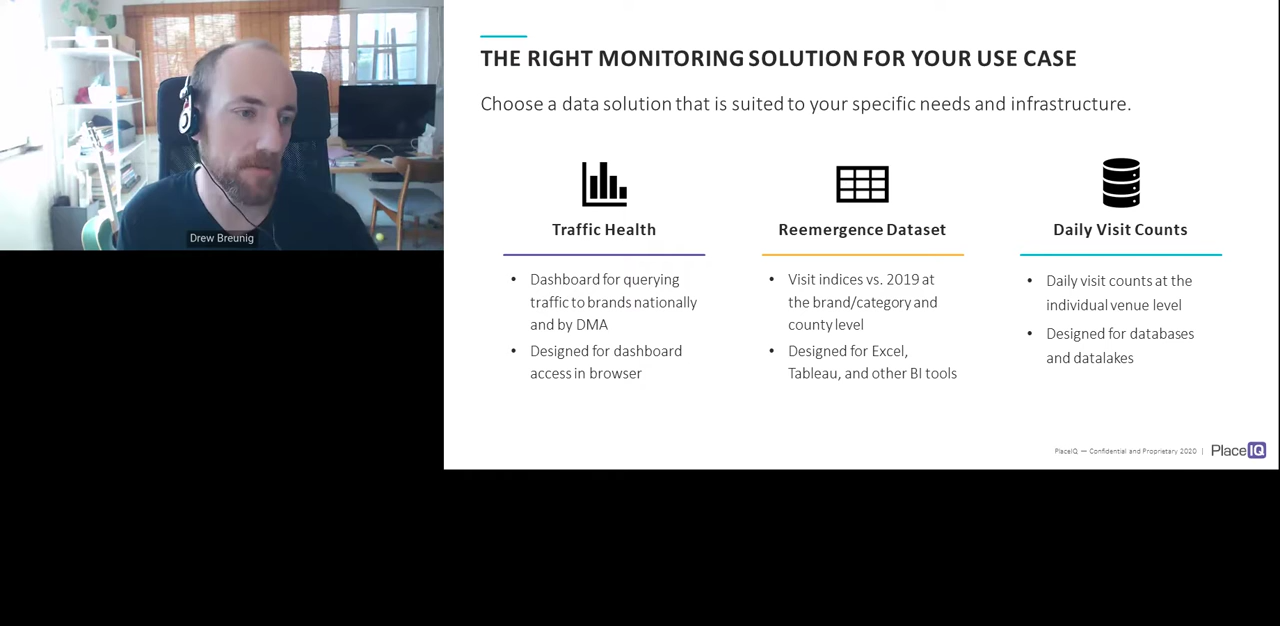 Drew Breunig
THE RIGHT MONITORING SOLUTION FOR YOUR USE CASE
Choose a data solution that is suited to your specific needs and infrastructure.
Traffic Health
• Dashboard for querying
traffic to brands nationally
and by DMA
• Designed for dashboard
access in browser
Reemergence Dataset
• Visit indices vs. 2019 at
the brand/category and
county level
• Designed for Excel,
Tableau, and other BI tools
Daily Visit Counts
• Daily visit counts at the
individual venue level
• Designed for databases
and datalakes
PlaceIQ — Confidential and Proprietary 2020 | PlaceIQ